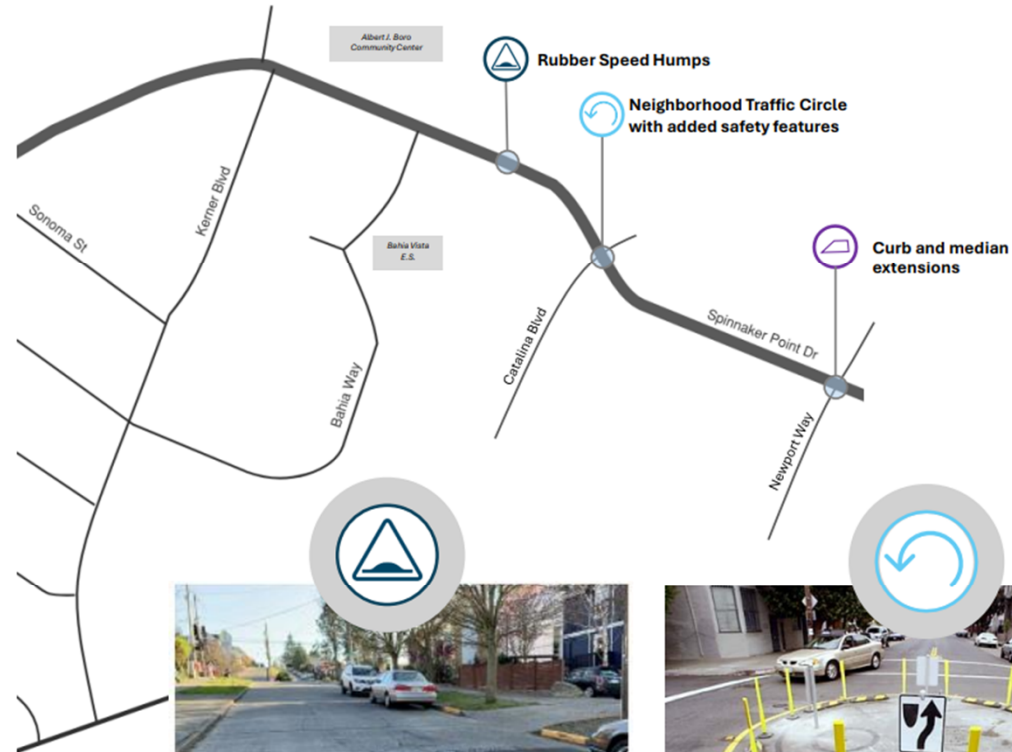 Albert J. Boro
Community Center
Rubber Speed Humps
Neighborhood Traffic Circle
with added safety features
Kerner Blvd
Sonoma St
Bahia Vista
E.S.
Curb and median
extensions
Catalina Blvd
Spinnaker Point Dr
Bahia Way
Newport Way